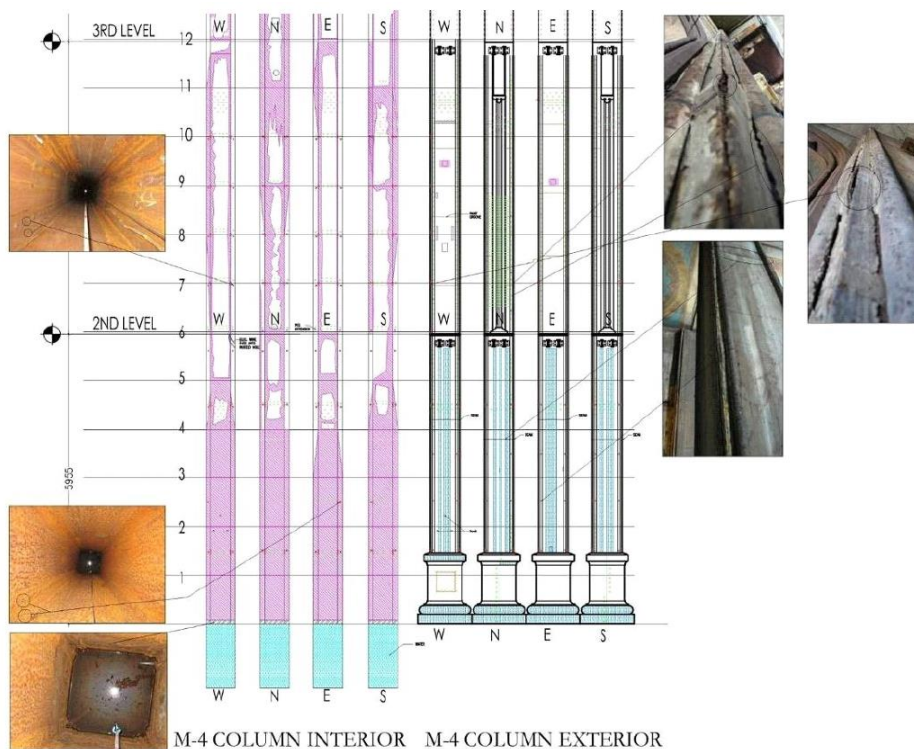 3RD LEVEL
W N E S W N E S
12
11
10
9
8
7
W N E S W N E S
2ND LEVEL
6
5
4
3
5955
2
1
W N E S
WATER
W N E S
M-4 COLUMN INTERIOR M-4 COLUMN EXTERIOR